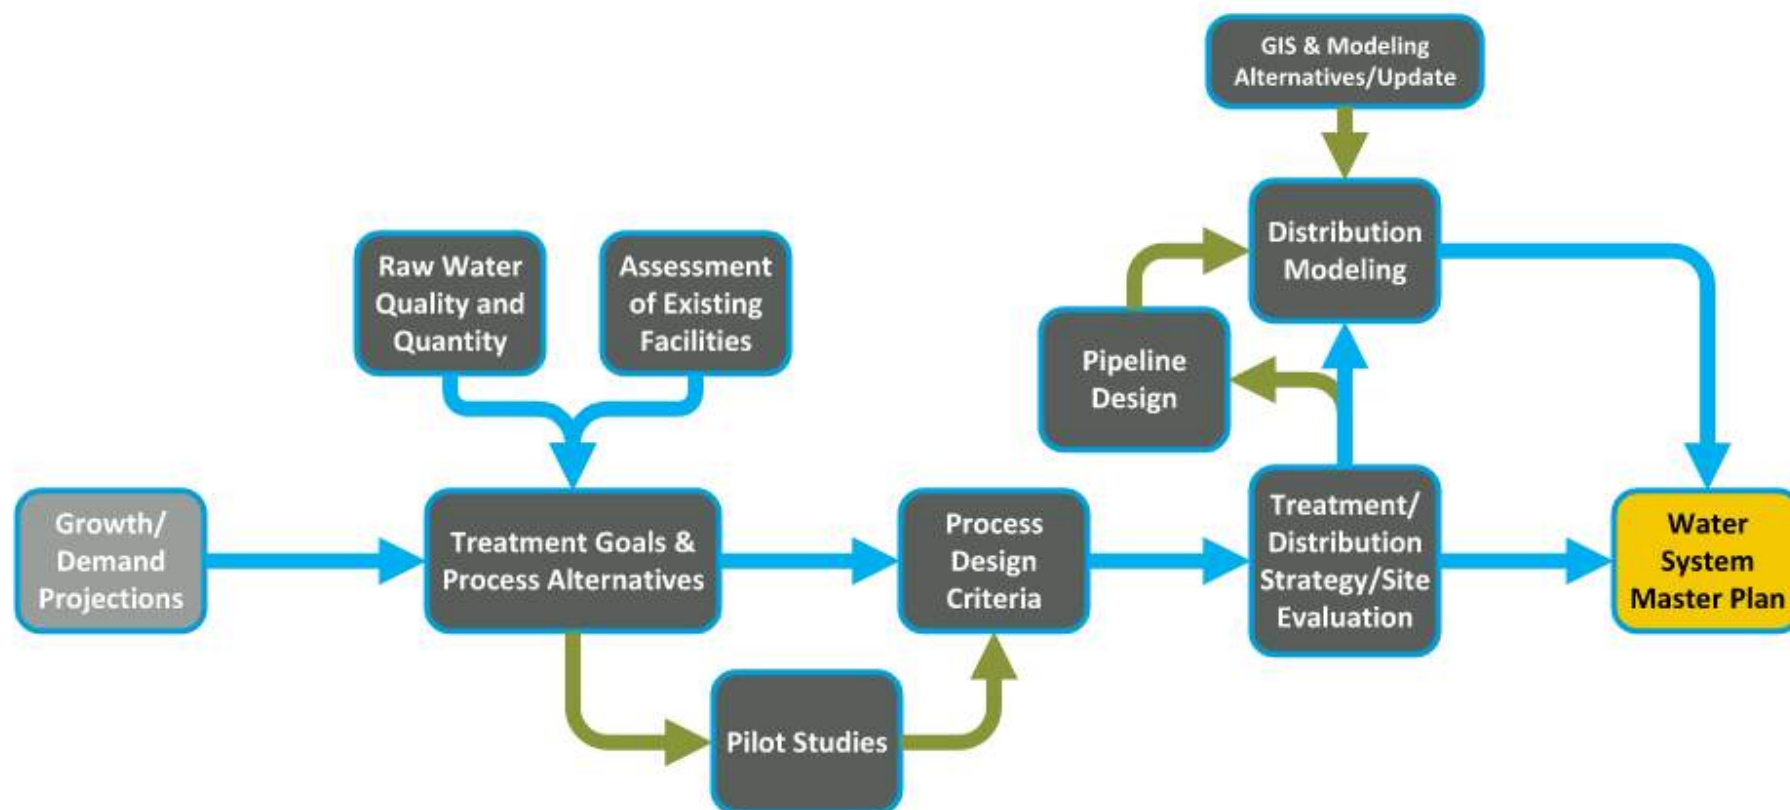 GIS & Modeling
Alternatives/Update
Distribution
Modeling
Raw Water
Quality and
Quantity
Assessment
of Existing
Facilities
Pipeline
Design
Growth/
Demand
Projections
Treatment Goals &
Process Alternatives
Process
Design
Criteria
Treatment/
Distribution
Strategy/Site
Evaluation
Water
System
Master Plan
Pilot Studies